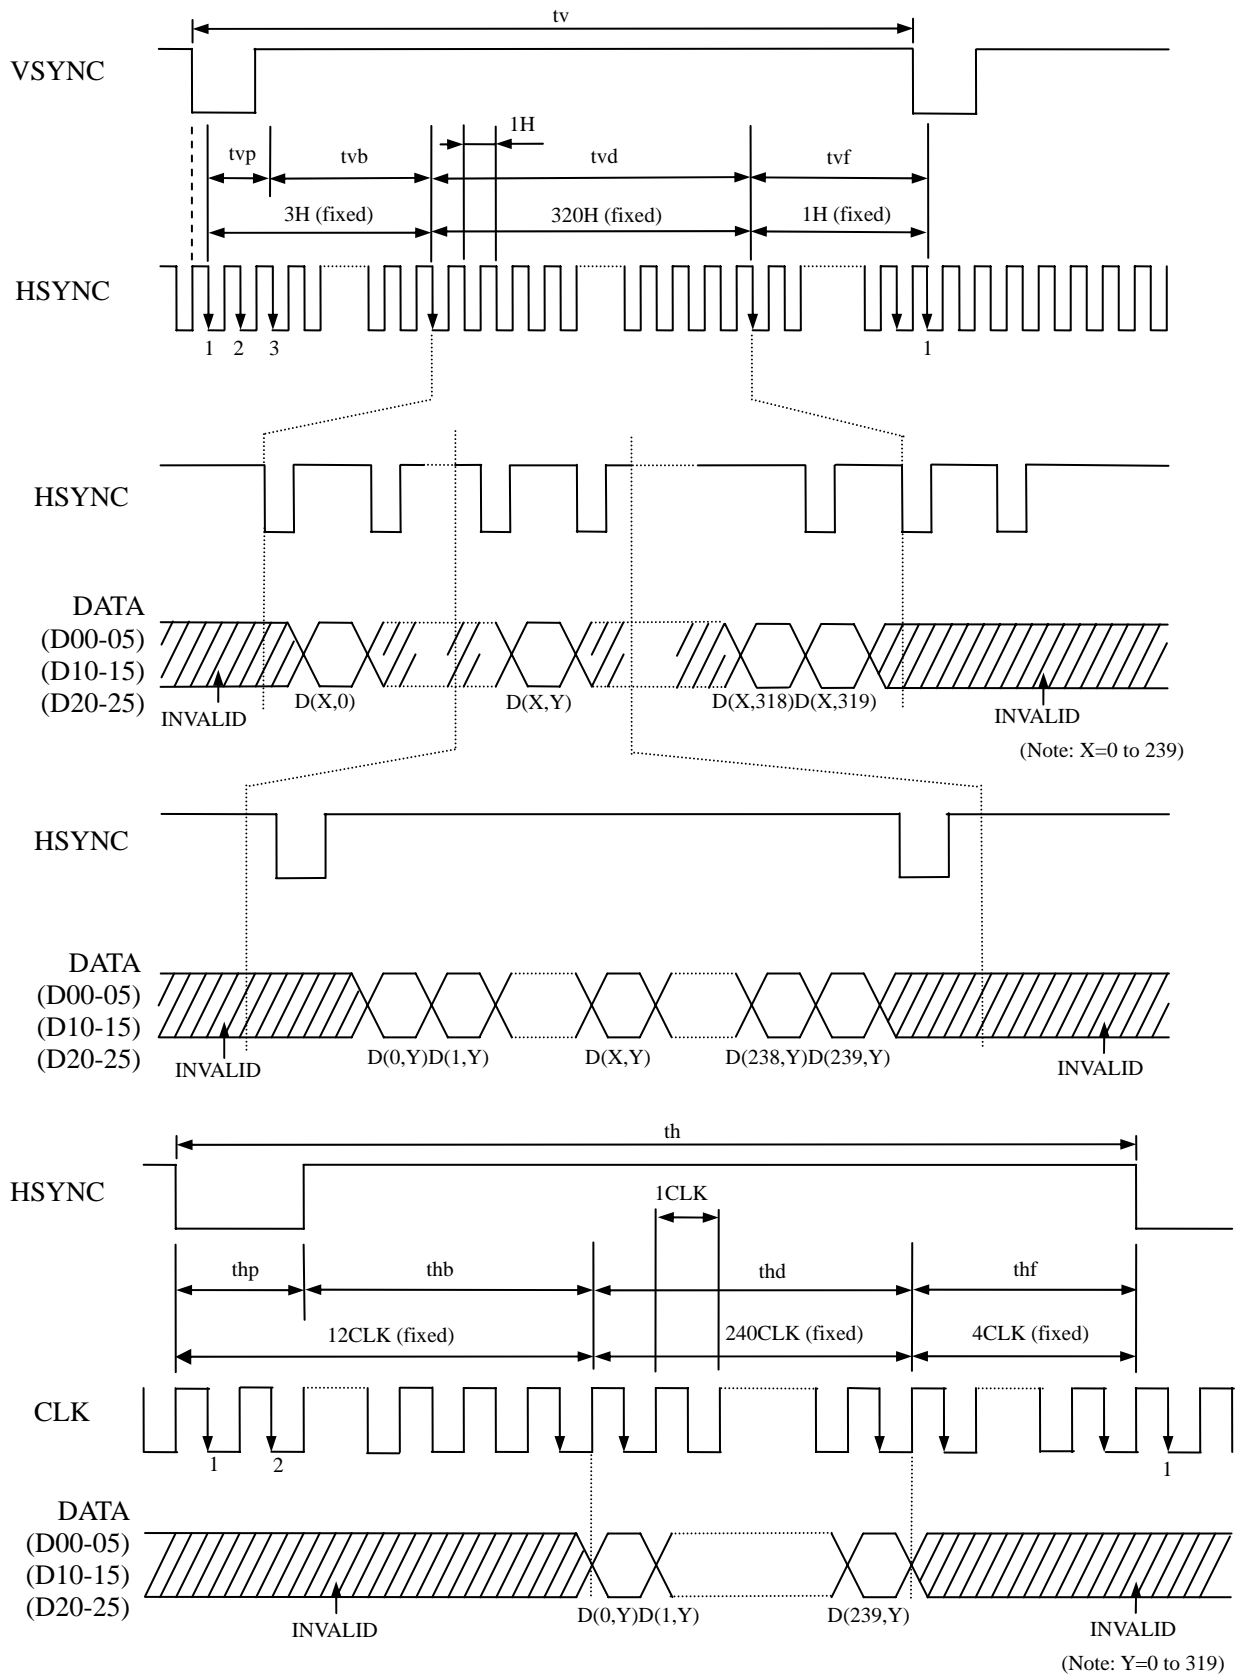 tv
VSYNC
1H
tvp tvb tvd tvf
3H (fixed) 320H (fixed) 1H (fixed)
HSYNC
1 2 3 1
HSYNC
DATA
(D00-05)
(D10-15)
(D20-25)
D(X,0) D(X,Y) D(X,318) D(X,319)
INVALID INVALID
(Note: X=0 to 239)
HSYNC
DATA
(D00-05)
(D10-15)
(D20-25)
D(0,Y) D(1,Y) D(X,Y) D(238,Y) D(239,Y)
INVALID INVALID
th
HSYNC
1CLK
thp thb thd thf
12CLK (fixed) 240CLK (fixed) 4CLK (fixed)
CLK
1 2 1
DATA
(D00-05)
(D10-15)
(D20-25)
D(0,Y) D(1,Y) D(239,Y)
INVALID INVALID
(Note: Y=0 to 319)